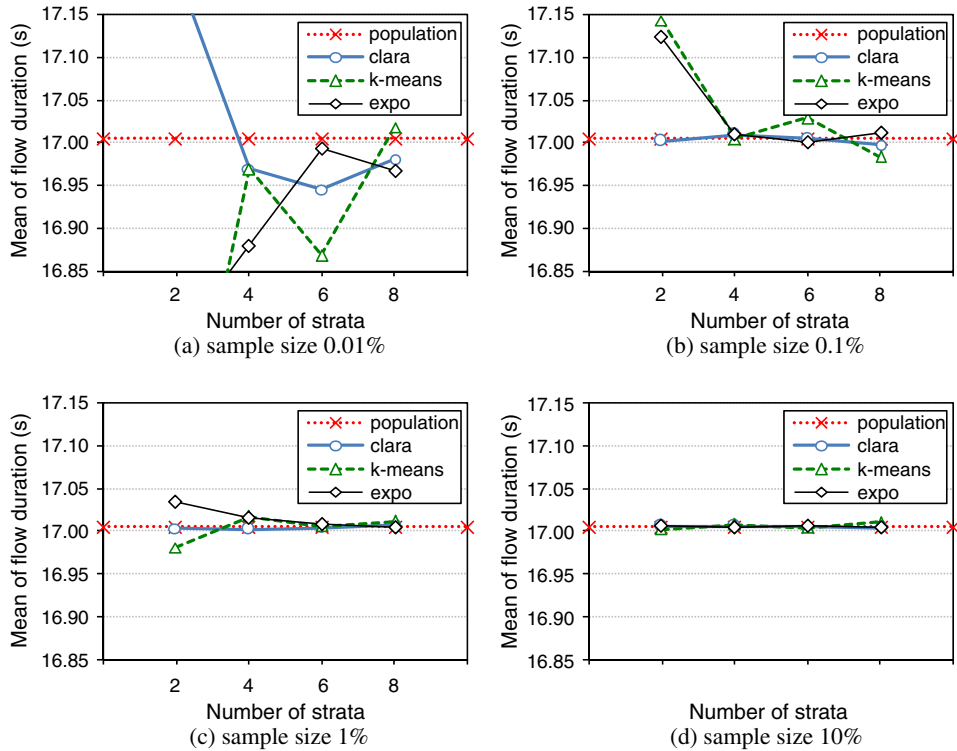 Mean of flow duration (s)
17.15
17.10
17.05
17.00
16.95
16.90
16.85
population
clara
k-means
expo
2 4 6 8
Number of strata
(a) sample size 0.01%
Mean of flow duration (s)
17.15
17.10
17.05
17.00
16.95
16.90
16.85
population
clara
k-means
expo
2 4 6 8
Number of strata
(b) sample size 0.1%
Mean of flow duration (s)
17.15
17.10
17.05
17.00
16.95
16.90
16.85
population
clara
k-means
expo
2 4 6 8
Number of strata
(c) sample size 1%
Mean of flow duration (s)
17.15
17.10
17.05
17.00
16.95
16.90
16.85
population
clara
k-means
expo
Number of strata
(d) sample size 10%